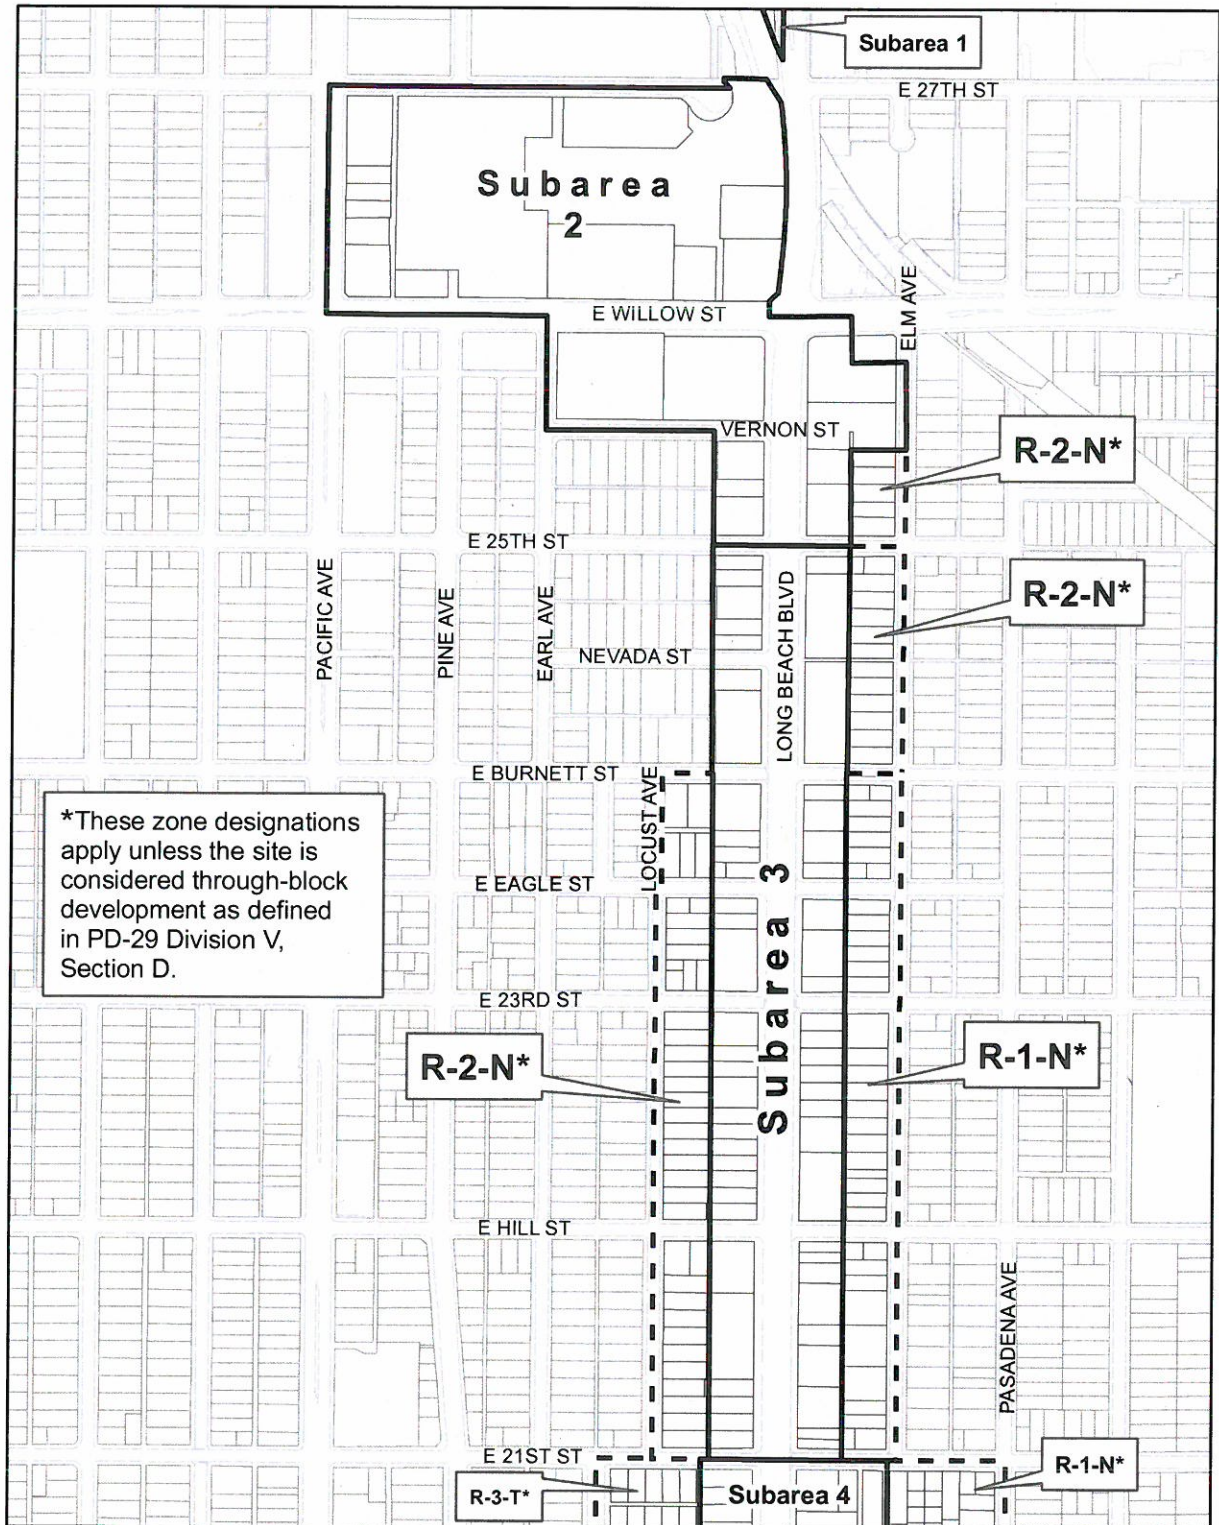 Subarea 1
E 27TH ST
Subarea
2
E WILLOW ST
ELM AVE
VERNON ST
R-2-N*
E 25TH ST
PACIFIC AVE
PINE AVE
EARL AVE
LONG BEACH BLVD
R-2-N*
NEVADA ST
E BURNETT ST
LOCUST AVE
*These zone designations
apply unless the site is
considered through-block
development as defined
in PD-29 Division V,
Section D.
E EAGLE ST
Subarea 3
E 23RD ST
R-2-N*
R-1-N*
E HILL ST
PASADENA AVE
E 21ST ST
R-3-T*
Subarea 4
R-1-N*